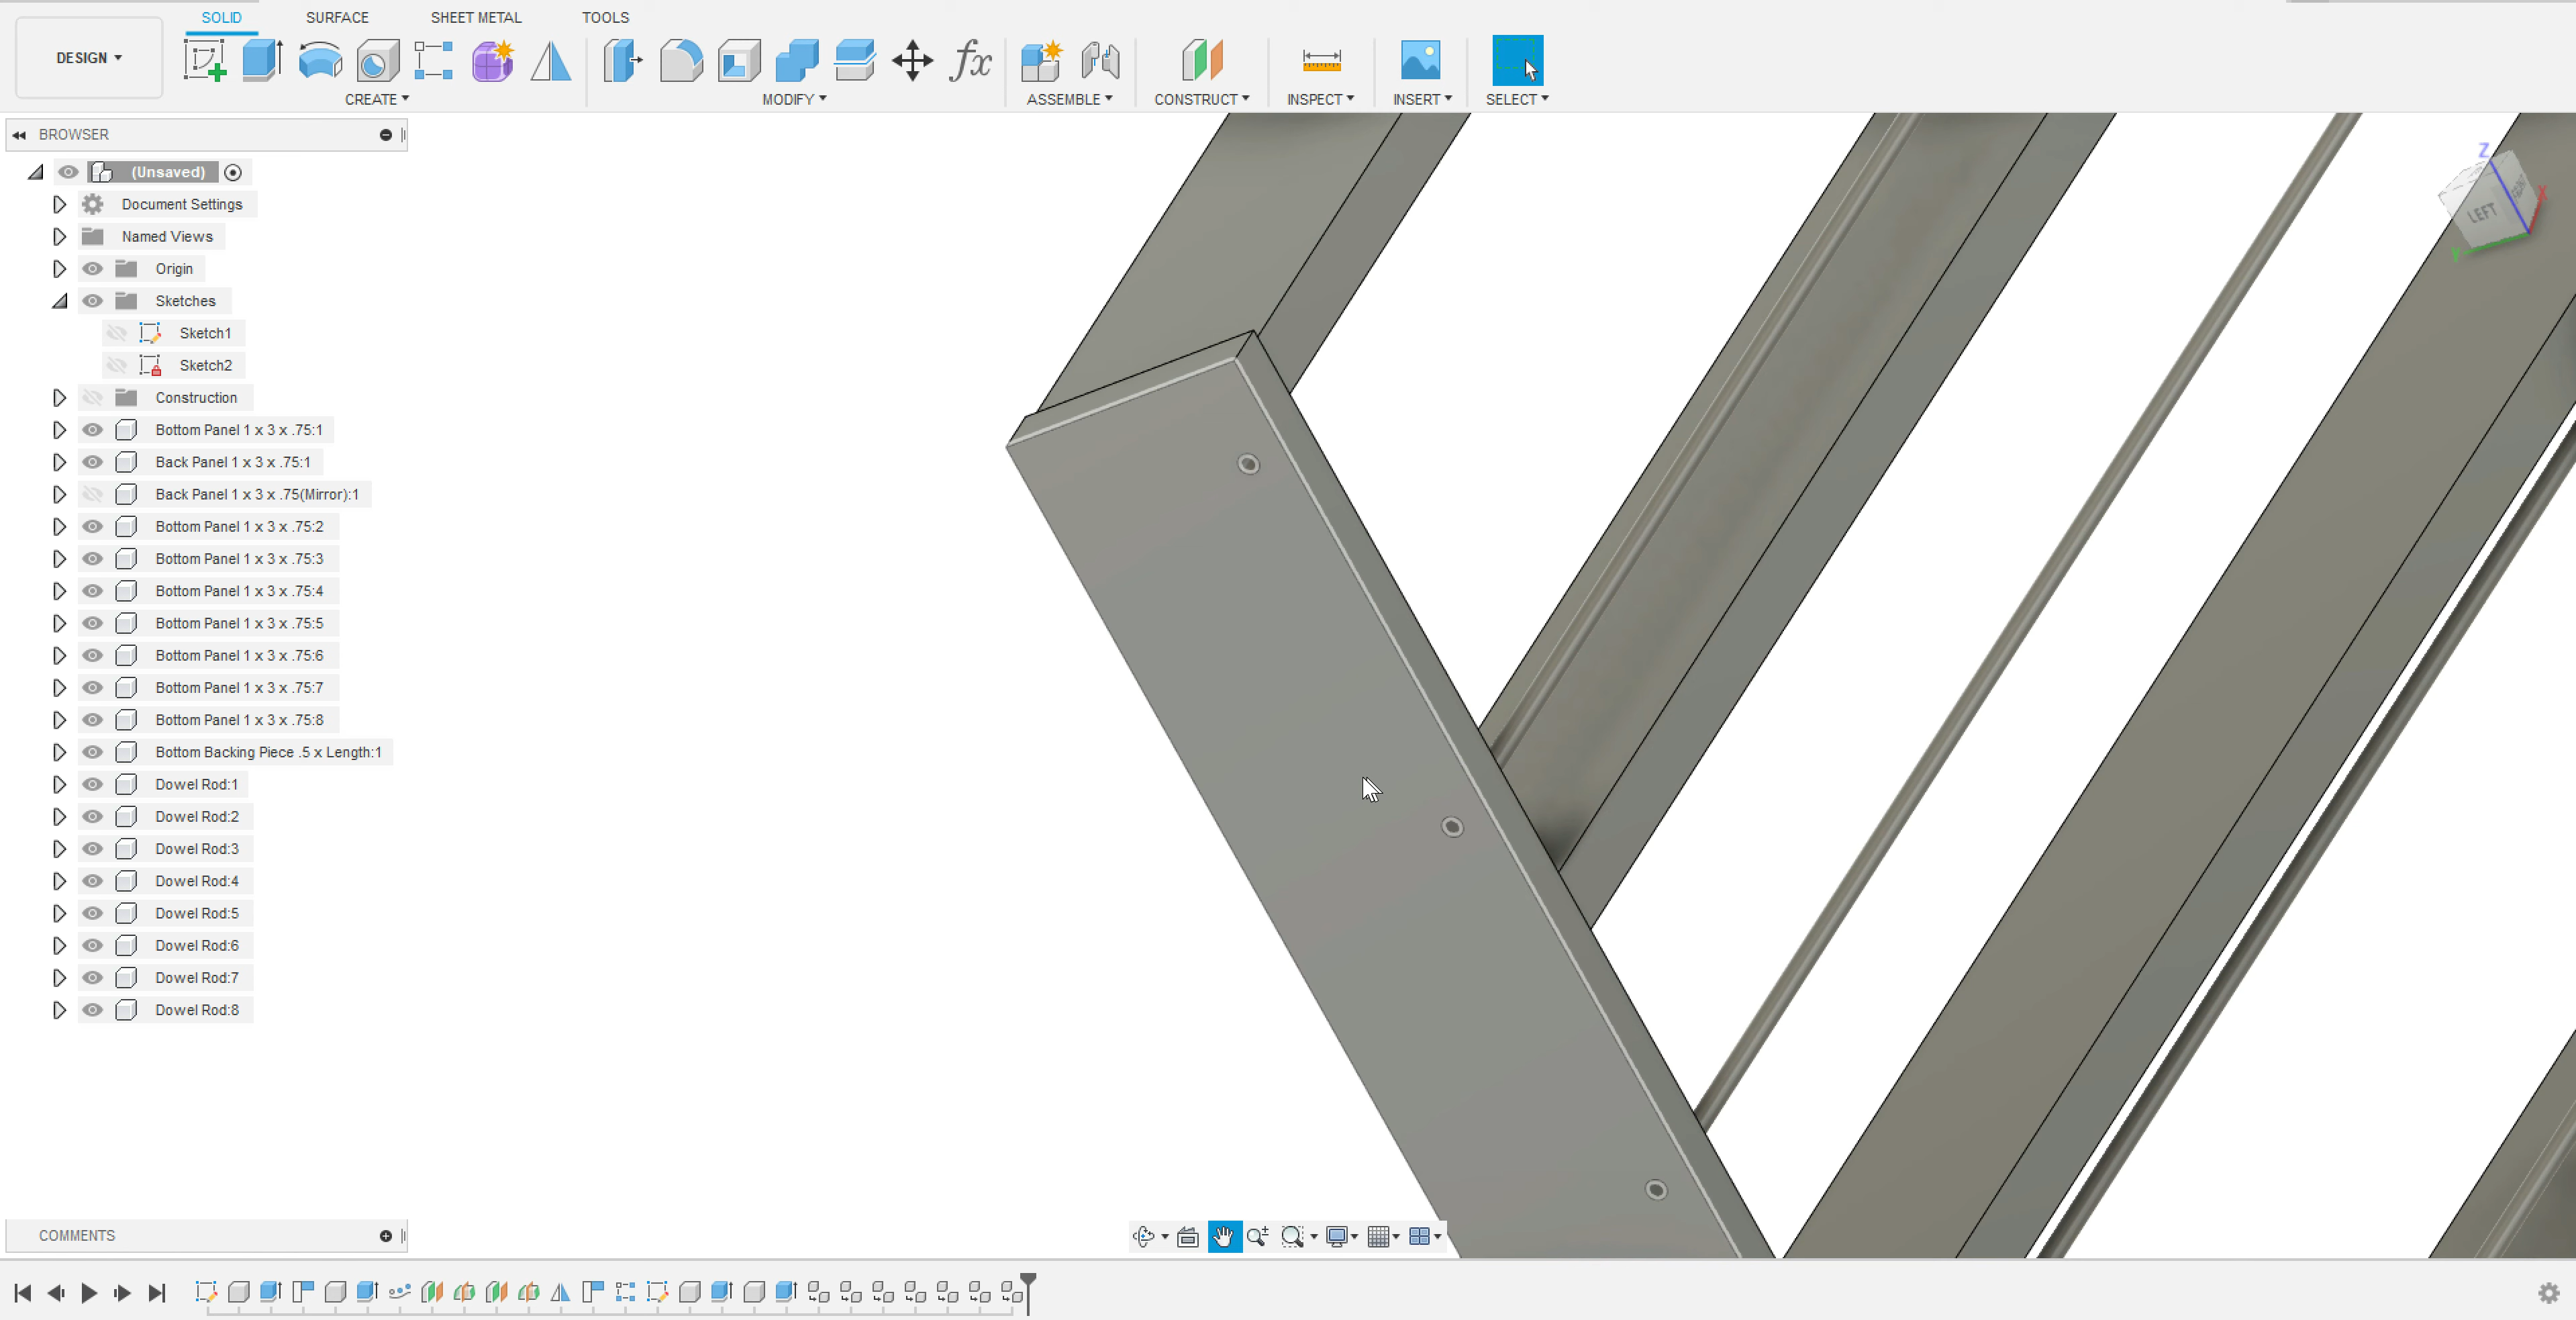 SOLID SURFACE SHEET METAL TOOLS
DESIGN
fx
CREATE MODIFY ASSEMBLE CONSTRUCT INSPECT INSERT SELECT
BROWSER
(Unsaved)
Document Settings
Named Views
Origin
Sketches
Sketch1
Sketch2
Construction
Bottom Panel 1 x 3 x .75:1
Back Panel 1 x 3 x .75:1
Back Panel 1 x 3 x .75(Mirror):1
Bottom Panel 1 x 3 x .75:2
Bottom Panel 1 x 3 x .75:3
Bottom Panel 1 x 3 x .75:4
Bottom Panel 1 x 3 x .75:5
Bottom Panel 1 x 3 x .75:6
Bottom Panel 1 x 3 x .75:7
Bottom Panel 1 x 3 x .75:8
Bottom Backing Piece .5 x Length:1
Dowel Rod:1
Dowel Rod:2
Dowel Rod:3
Dowel Rod:4
Dowel Rod:5
Dowel Rod:6
Dowel Rod:7
Dowel Rod:8
Z
X
LEFT
Y
COMMENTS